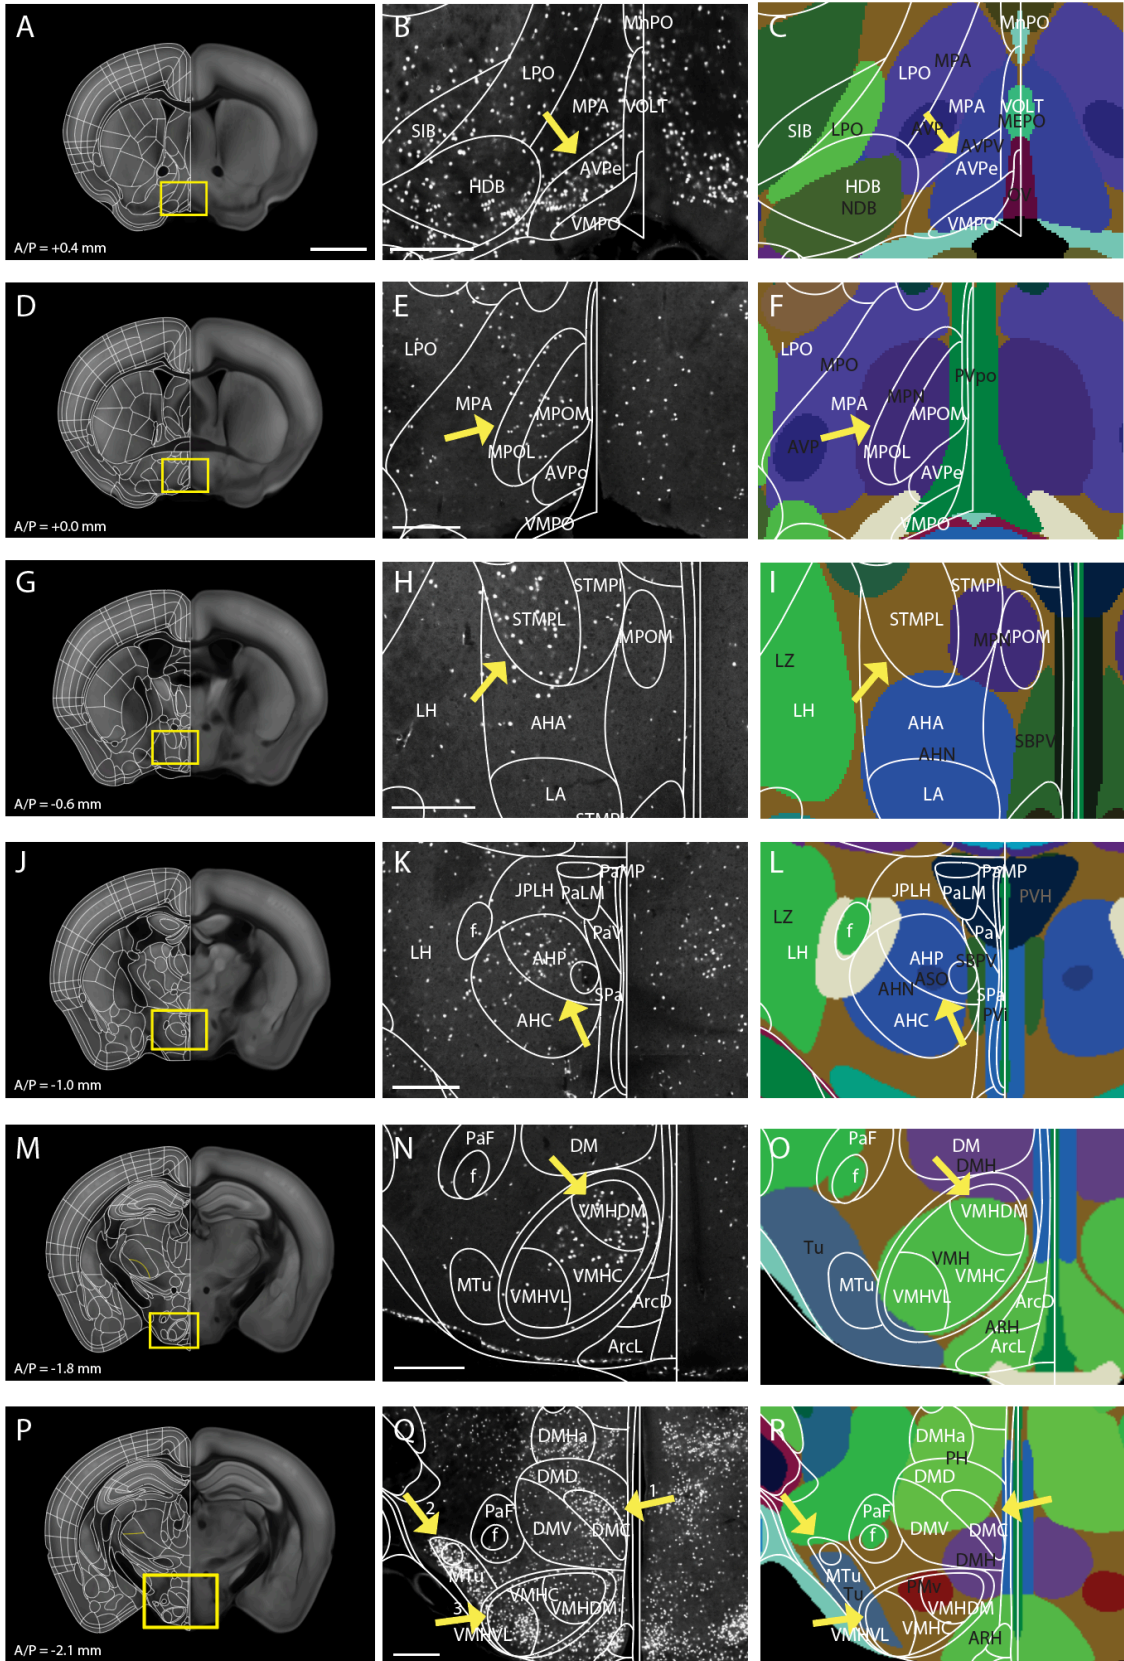 A
A/P = +0.4 mm
B
MnPO
LPO
MPA
VOLT
SIB
AVPe
HDB
VMPO
C
MnPO
MPA
LPO
MPA
VOLT
MEPO
SIB
LPO
AVP
AVPV
AVPe
HDB
NDB
OV
VMPO
D
A/P = +0.0 mm
E
LPO
MPA
MPOM
MPOL
AVPe
VMPO
F
LPO
MPO
PVpo
MPN
MPA
MPOM
AVP
MPOL
AVPe
VMPO
G
A/P = -0.6 mm
H
STMPI
STMPL
MPOM
LH
AHA
LA
STMPI
I
STMPI
STMPL
MPN
MPOM
LZ
LH
AHA
SBPV
AHN
LA
J
A/P = -1.0 mm
K
PaMP
JPLH
PaLM
f
PaV
LH
AHP
SPa
AHC
L
PaMP
JPLH
PaLM
PVH
LZ
f
PaV
LH
AHP
SBPV
ASO
AHN
SPa
AHC
PVi
M
A/P = -1.8 mm
N
PaF
DM
f
VMHDM
MTu
VMHC
VMHVL
ArcD
ArcL
O
PaF
DM
DMH
f
VMHDM
Tu
VMH
MTu
VMHC
VMHVL
ArcD
ARH
ArcL
P
A/P = -2.1 mm
Q
DMHa
DMD
1
2
PaF
f
DMV
DMC
MTu
VMHC
VMHDM
3
VMHVL
R
DMHa
PH
DMD
PaF
f
DMV
DMC
DMH
MTu
Tu
PMv
VMHDM
VMHC
VMHVL
ARH